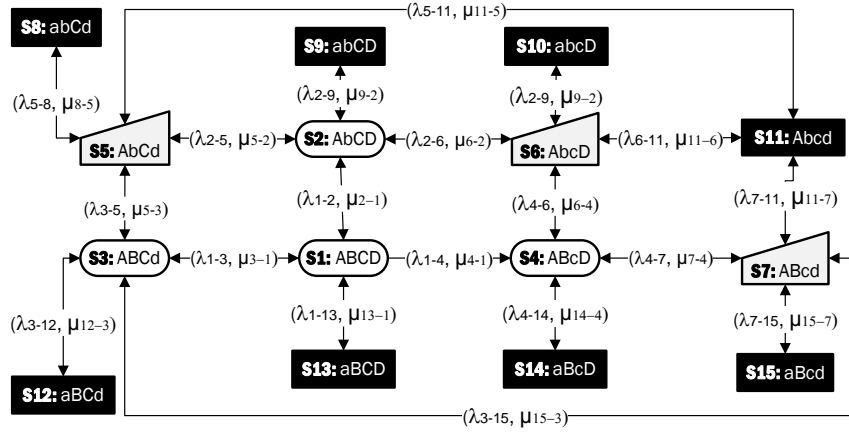 (λ5-11, μ11-5)
S8: abCd
S9: abCD
S10: abcD
(λ5-8, μ8-5)
(λ2-9, μ9-2)
(λ2-9, μ9–2)
S5: AbCd
(λ2-5, μ5-2)
S2: AbCD
(λ2-6, μ6-2)
S6: AbcD
(λ6-11, μ11–6)
S11: Abcd
(λ3-5, μ5-3)
(λ1-2, μ2–1)
(λ4-6, μ6-4)
(λ7-11, μ11-7)
S3: ABCd
(λ1-3, μ3–1)
S1: ABCD
(λ1-4, μ4-1)
S4: ABcD
(λ4-7, μ7-4)
S7: ABcd
(λ3-12, μ12–3)
(λ1-13, μ13–1)
(λ4-14, μ14–4)
(λ7-15, μ15–7)
S12: aBCd
S13: aBCD
S14: aBcD
S15: aBcd
(λ3-15, μ15–3)